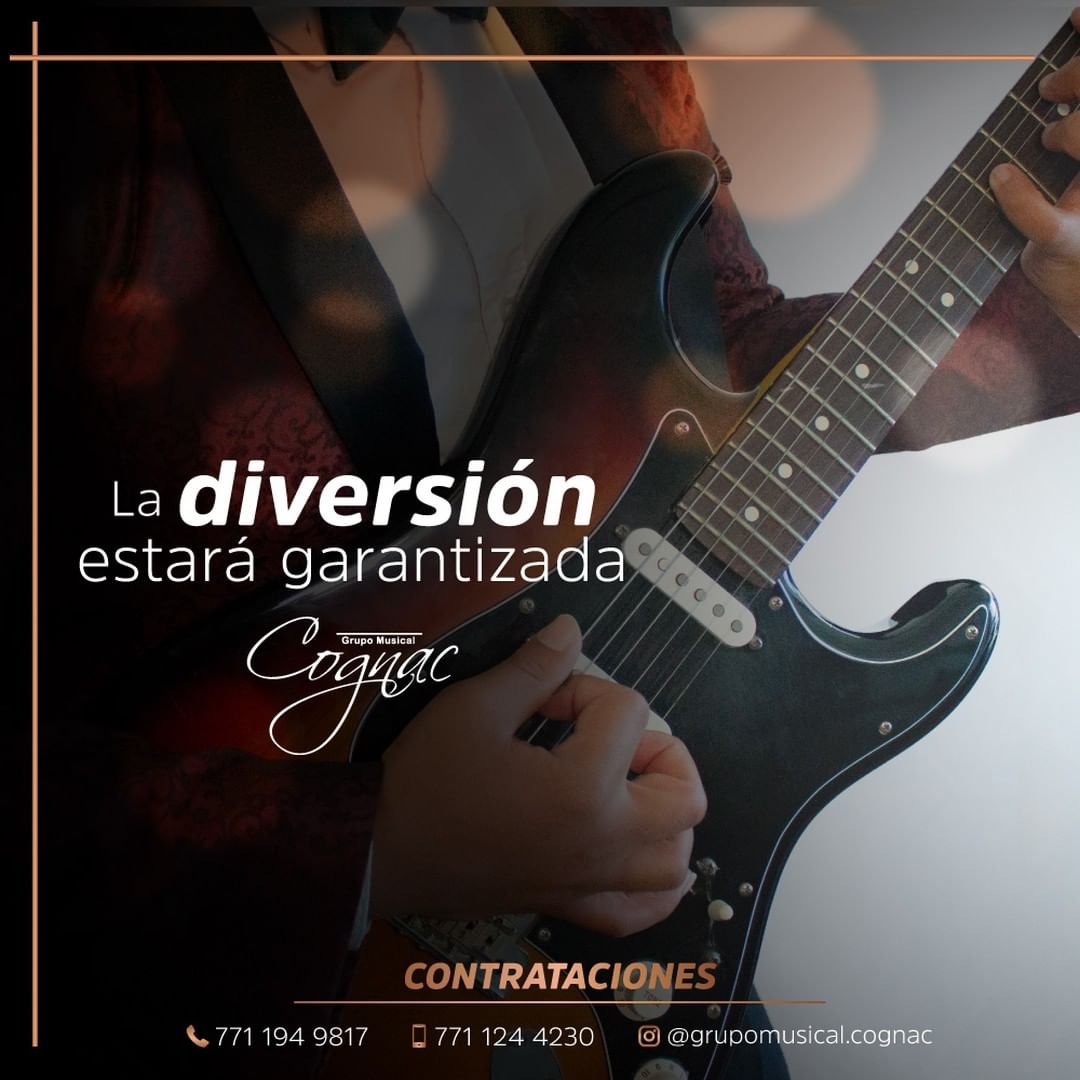 La diversión
estará garantizada
Grupo Musical
Cognac
CONTRATACIONES
771 194 9817 771 124 4230 @grupomusical.cognac